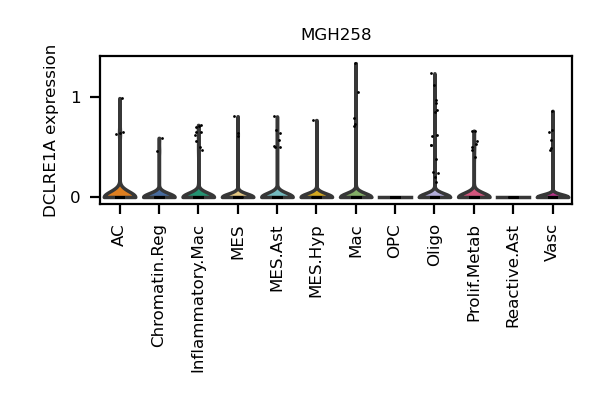 MGH258
DCLRE1A expression
1
0
AC
Chromatin.Reg
Inflammatory.Mac
MES
MES.Ast
MES.Hyp
Mac
OPC
Oligo
Prolif.Metab
Reactive.Ast
Vasc